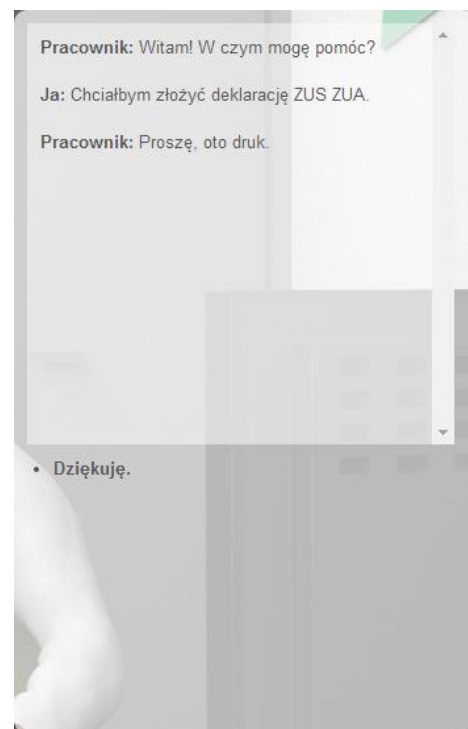 Pracownik: Witam! W czym mogę pomóc?
Ja: Chciałbym złożyć deklarację ZUS ZUA.
Pracownik: Proszę, oto druk.
• Dziękuję.